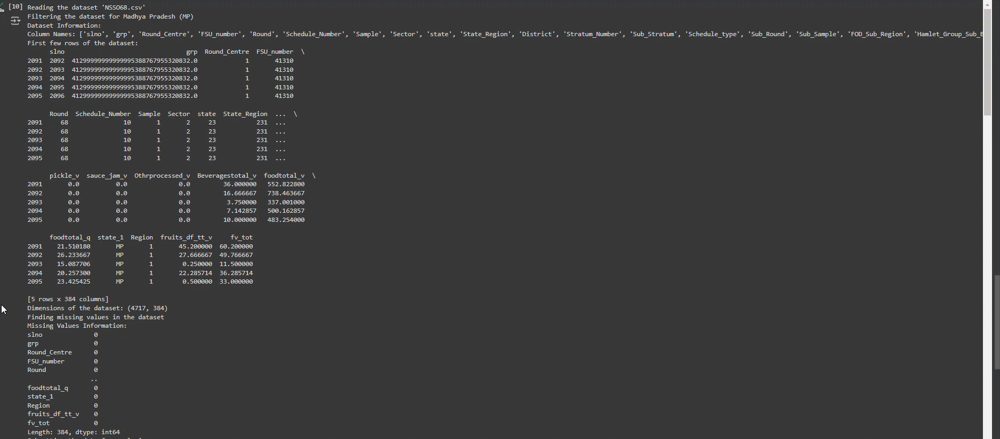 [10] Reading the dataset 'NSSO68.csv'
Filtering the dataset for Madhya Pradesh (MP)
Dataset Information:
Column Names: ['slno', 'grp', 'Round_Centre', 'FSU_number', 'Round', 'Schedule_Number', 'Sample', 'Sector', 'state', 'State_Region', 'District', 'Stratum_Number', 'Sub_Stratum', 'Schedule_type', 'Sub_Round', 'Sub_Sample', 'FOD_Sub_Region', 'Hamlet_Group_Sub_B
First few rows of the dataset:
slno grp Round_Centre FSU_number \
2091 2092 4129999999999995388767955320832.0 1 41310
2092 2093 4129999999999995388767955320832.0 1 41310
2093 2094 4129999999999995388767955320832.0 1 41310
2094 2095 4129999999999995388767955320832.0 1 41310
2095 2096 4129999999999995388767955320832.0 1 41310
Round Schedule_Number Sample Sector state State_Region ... \
2091 68 10 1 2 23 231 ...
2092 68 10 1 2 23 231 ...
2093 68 10 1 2 23 231 ...
2094 68 10 1 2 23 231 ...
2095 68 10 1 2 23 231 ...
pickle_v sauce_jam_v Othrprocessed_v Beveragestotal_v foodtotal_v \
2091 0.0 0.0 0.0 36.000000 552.822800
2092 0.0 0.0 0.0 16.666667 738.463667
2093 0.0 0.0 0.0 3.750000 337.001000
2094 0.0 0.0 0.0 7.142857 500.162857
2095 0.0 0.0 0.0 10.000000 483.254000
foodtotal_q state_1 Region fruits_df_tt_v fv_tot
2091 21.510180 MP 1 45.200000 60.200000
2092 26.233667 MP 1 27.666667 49.766667
2093 15.087706 MP 1 0.250000 11.500000
2094 20.257300 MP 1 22.285714 36.285714
2095 23.425425 MP 1 0.500000 33.000000
[5 rows x 384 columns]
Dimensions of the dataset: (4717, 384)
Finding missing values in the dataset
Missing Values Information:
slno 0
grp 0
Round_Centre 0
FSU_number 0
Round 0
..
foodtotal_q 0
state_1 0
Region 0
fruits_df_tt_v 0
fv_tot 0
Length: 384, dtype: int64